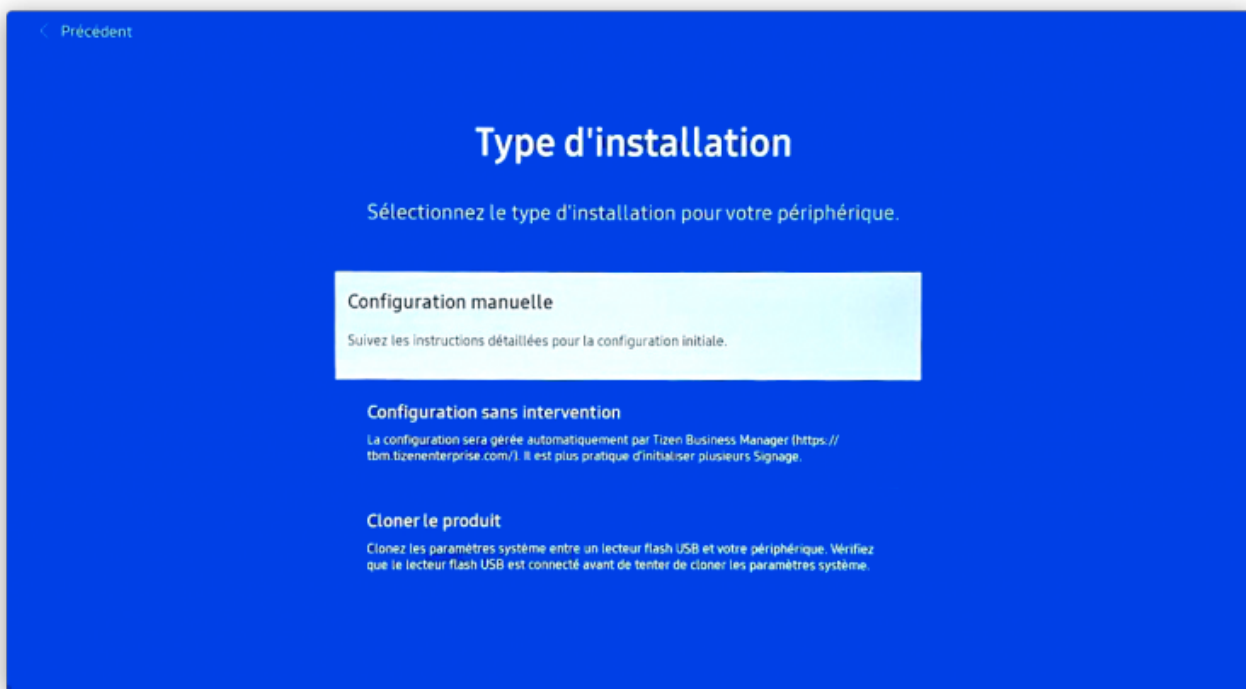 Précédent
Type d'installation
Sélectionnez le type d'installation pour votre périphérique.
Configuration manuelle
Suivez les instructions détaillées pour la configuration initiale.
Configuration sans intervention
La configuration sera gérée automatiquement par Tizen Business Manager (https://
tbm.tizenenterprise.com/). Il est plus pratique d'initialiser plusieurs Signage.
Cloner le produit
Clonez les paramètres système entre un lecteur flash USB et votre périphérique. Vérifiez
que le lecteur flash USB est connecté avant de tenter de cloner les paramètres système.